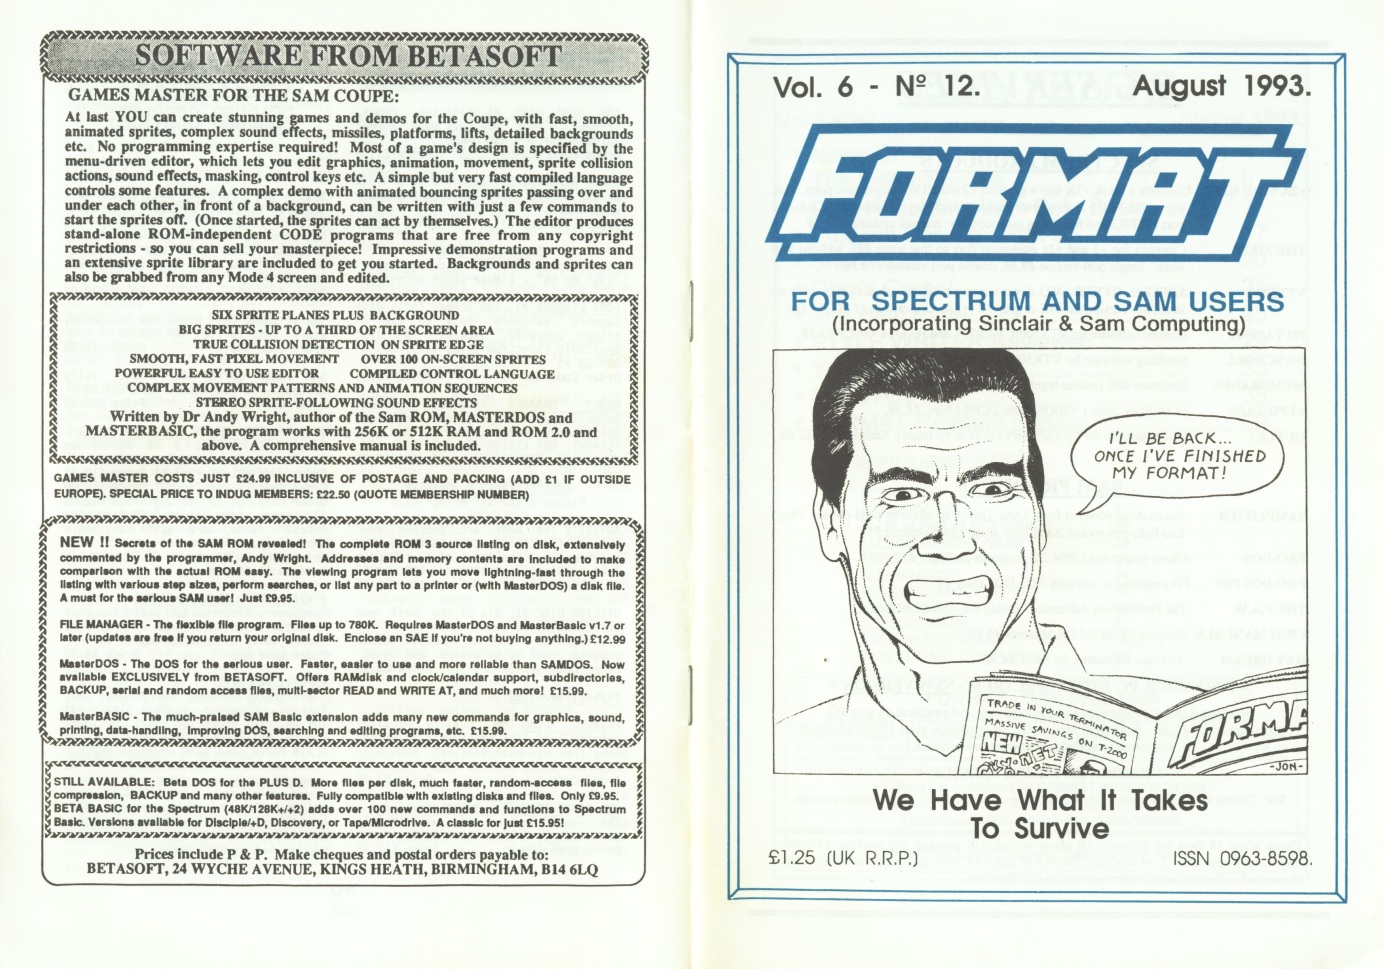 SOFTWARE FROM BETASOFT
GAMES MASTER FOR THE SAM COUPE:
At last YOU can create stunning games and demos for the Coupe, with fast, smooth,
animated sprites, complex sound effects, missiles, platforms, lifts, detailed backgrounds
etc. No programming expertise required! Most of a game's design is specified by the
menu-driven editor, which lets you edit graphics, animation, movement, sprite collision
actions, sound effects, masking, control keys etc. A simple but very fast compiled language
controls some features. A complex demo with animated bouncing sprites passing over and
under each other, in front of a background, can be written with just a few commands to
start the sprites off. (Once started, the sprites can act by themselves.) The editor produces
stand-alone ROM-independent CODE programs that are free from any copyright
restrictions - so you can sell your masterpiece! Impressive demonstration programs and
an extensive sprite library are included to get you started. Backgrounds and sprites can
also be grabbed from any Mode 4 screen and edited.
SIX SPRITE PLANES PLUS BACKGROUND
BIG SPRITES - UP TO A THIRD OF THE SCREEN AREA
TRUE COLLISION DETECTION ON SPRITE EDGE
SMOOTH, FAST PIXEL MOVEMENT OVER 100 ON-SCREEN SPRITES
POWERFUL EASY TO USE EDITOR COMPILED CONTROL LANGUAGE
COMPLEX MOVEMENT PATTERNS AND ANIMATION SEQUENCES
STEREO SPRITE-FOLLOWING SOUND EFFECTS
Written by Dr Andy Wright, author of the Sam ROM, MASTERDOS and
MASTERBASIC, the program works with 256K or 512K RAM and ROM 2.0 and
above. A comprehensive manual is included.
GAMES MASTER COSTS JUST £24.99 INCLUSIVE OF POSTAGE AND PACKING (ADD £1 IF OUTSIDE
EUROPE). SPECIAL PRICE TO INDUG MEMBERS: £22.50 (QUOTE MEMBERSHIP NUMBER)
NEW !! Secrets of the SAM ROM revealed! The complete ROM 3 source listing on disk, extensively
commented by the programmer, Andy Wright. Addresses and memory contents are included to make
comparison with the actual ROM easy. The viewing program lets you move lightning-fast through the
listing with various step sizes, perform searches, or list any part to a printer or (with MasterDOS) a disk file.
A must for the serious SAM user! Just £9.95.
FILE MANAGER - The flexible file program. Files up to 780K. Requires MasterDOS and MasterBasic v1.7 or
later (updates are free if you return your original disk. Enclose an SAE if you're not buying anything.) £12.99
MasterDOS - The DOS for the serious user. Faster, easier to use and more reliable than SAMDOS. Now
available EXCLUSIVELY from BETASOFT. Offers RAMdisk and clock/calendar support, subdirectories,
BACKUP, serial and random access files, multi-sector READ and WRITE AT, and much more! £15.99.
MasterBASIC - The much-praised SAM Basic extension adds many new commands for graphics, sound,
printing, data-handling, improving DOS, searching and editing programs, etc. £15.99.
STILL AVAILABLE: Beta DOS for the PLUS D. More files per disk, much faster, random-access files, file
compression, BACKUP and many other features. Fully compatible with existing disks and files. Only £9.95.
BETA BASIC for the Spectrum (48K/128K+/+2) adds over 100 new commands and functions to Spectrum
Basic. Versions available for Disciple/+D, Discovery, or Tape/Microdrive. A classic for just £15.95!
Prices include P & P. Make cheques and postal orders payable to:
BETASOFT, 24 WYCHE AVENUE, KINGS HEATH, BIRMINGHAM, B14 6LQ
Vol. 6 - Nº 12. August 1993.
FORMAT
FOR SPECTRUM AND SAM USERS
(Incorporating Sinclair & Sam Computing)
I'LL BE BACK...
ONCE I'VE FINISHED
MY FORMAT!
TRADE IN YOUR TERMINATOR
MASSIVE SAVINGS ON T-2000
NEW
NET
FORMA
-JON-
We Have What It Takes
To Survive
£1.25 (UK R.R.P.) ISSN 0963-8598.